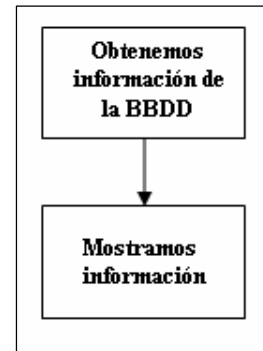 Obtenemos
información de
la BBDD
Mostramos
información